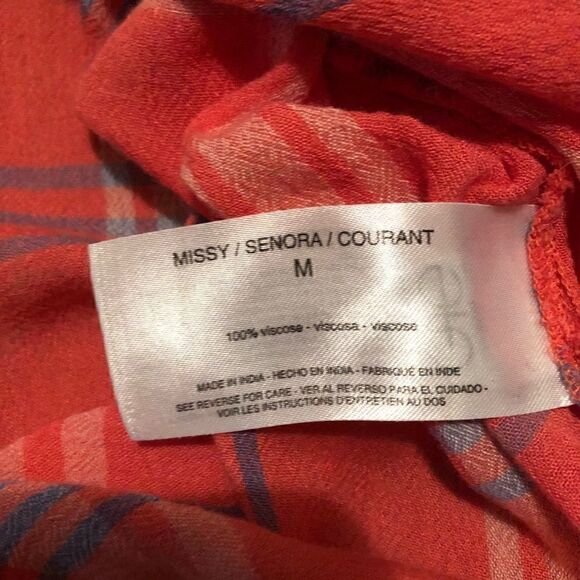 MISSY / SENORA / COURANT
M
100% viscose - viscosa - viscose
MADE IN INDIA - HECHO EN INDIA - FABRIQUÉ EN INDE
SEE REVERSE FOR CARE - VER AL REVERSO PARA EL CUIDADO -
VOIR LES INSTRUCTIONS D'ENTRETIEN AU DOS